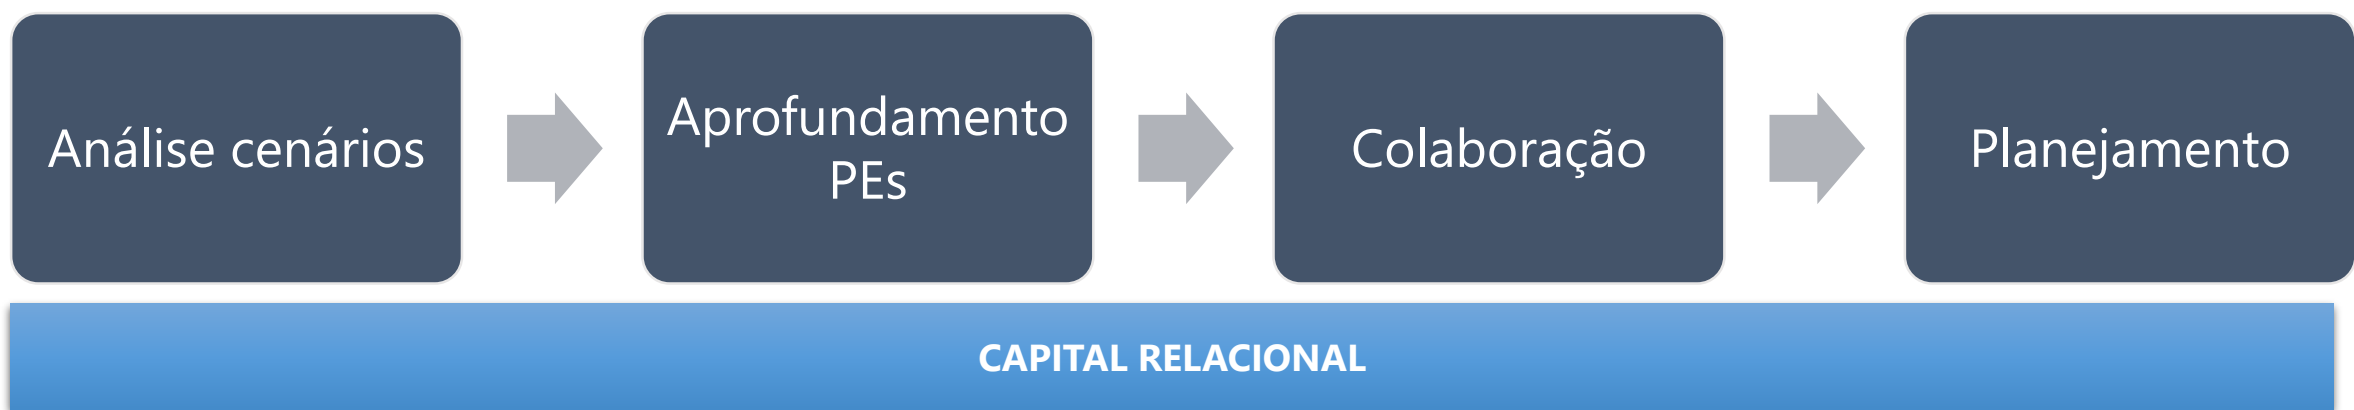 Análise cenários
Aprofundamento
PEs
Colaboração
Planejamento
CAPITAL RELACIONAL